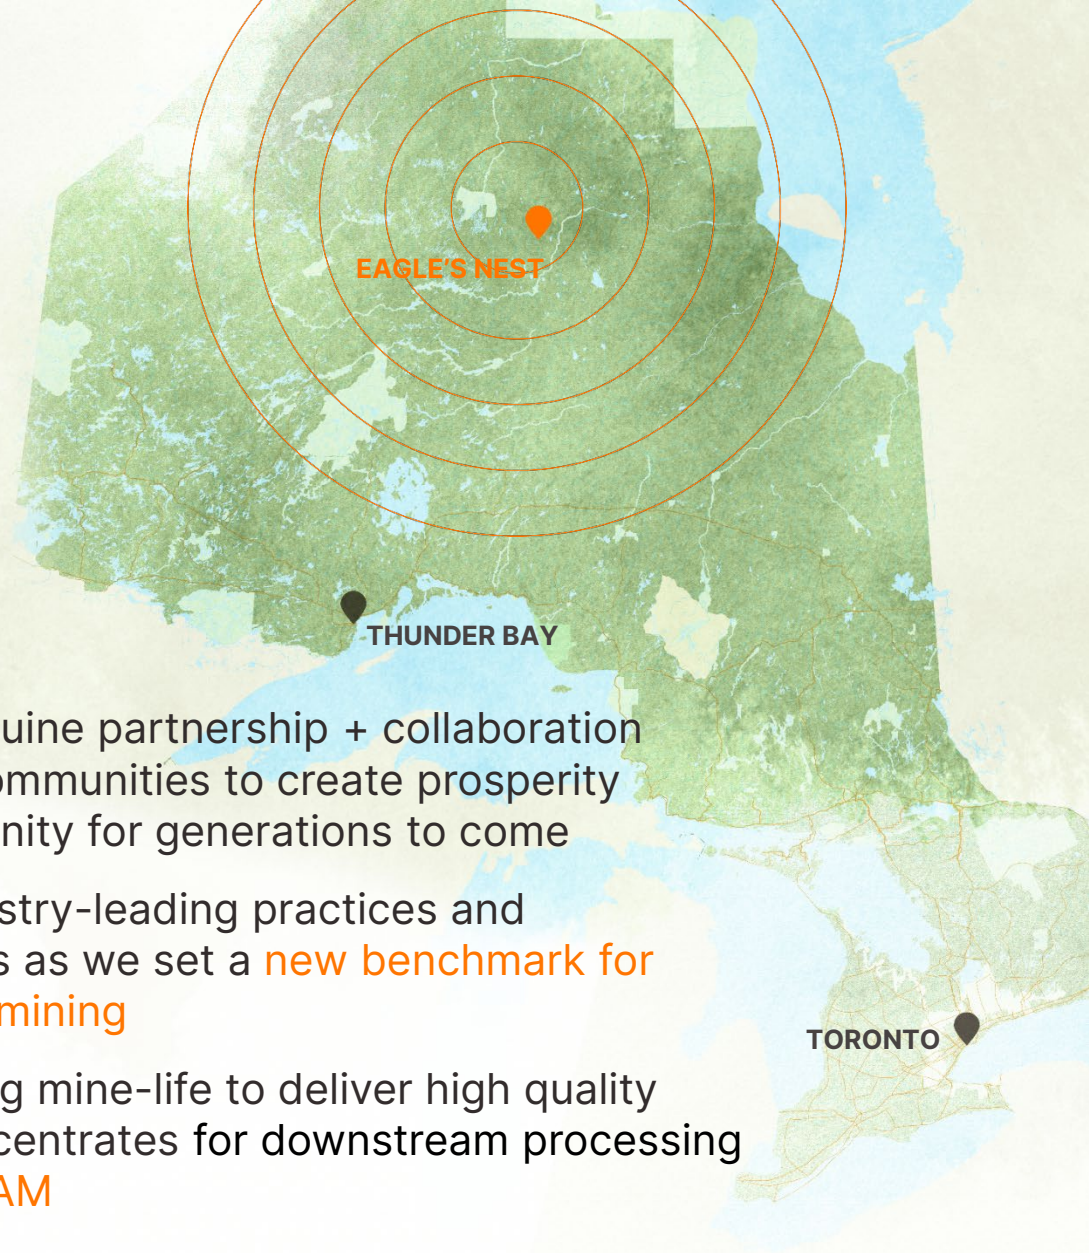 EAGLE'S NEST
THUNDER BAY
uine partnership + collaboration
ommunities to create prosperity
nity for generations to come
stry-leading practices and
s as we set a new benchmark for
mining
TORONTO
g mine-life to deliver high quality
centrates for downstream processing
AM